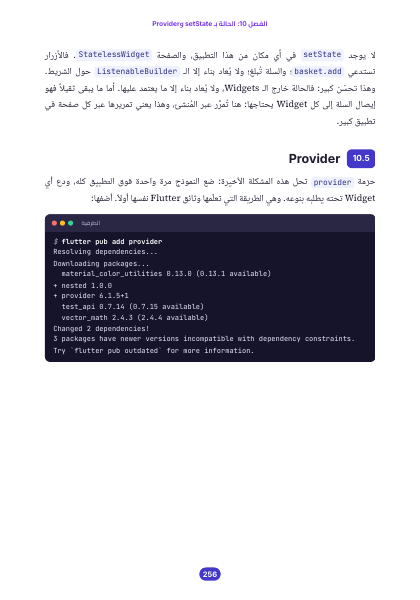 الفصل 10: الحالة بـ setState وProvider
لا يوجد setState في أي مكان من هذا التطبيق، والصفحة StatelessWidget. فالأزرار
تستدعي basket.add؛ والسلة تُبلغ؛ ولا يُعاد بناء إلا الـ ListenableBuilder حول الشريط.
وهذا تحسّن كبير: فالحالة خارج الـ Widgets، ولا يُعاد بناء إلا ما يعتمد عليها. أما ما يبقى ثقيلاً فهو
إيصال السلة إلى كل Widget يحتاجها: هنا تُمرَّر عبر المُنشئ، وهذا يعني تمريرها عبر كل صفحة في
تطبيق كبير.
10.5 Provider
حزمة provider تحل هذه المشكلة الأخيرة: ضع النموذج مرة واحدة فوق التطبيق كله، ودع أي
Widget تحته يطلبه بنوعه. وهي الطريقة التي تعلّمها وثائق Flutter نفسها أولاً. أضفها:
الطرفية
$ flutter pub add provider
Resolving dependencies...
Downloading packages...
material_color_utilities 0.13.0 (0.13.1 available)
+ nested 1.0.0
+ provider 6.1.5+1
test_api 0.7.14 (0.7.15 available)
vector_math 2.4.3 (2.4.4 available)
Changed 2 dependencies!
3 packages have newer versions incompatible with dependency constraints.
Try `flutter pub outdated` for more information.
256